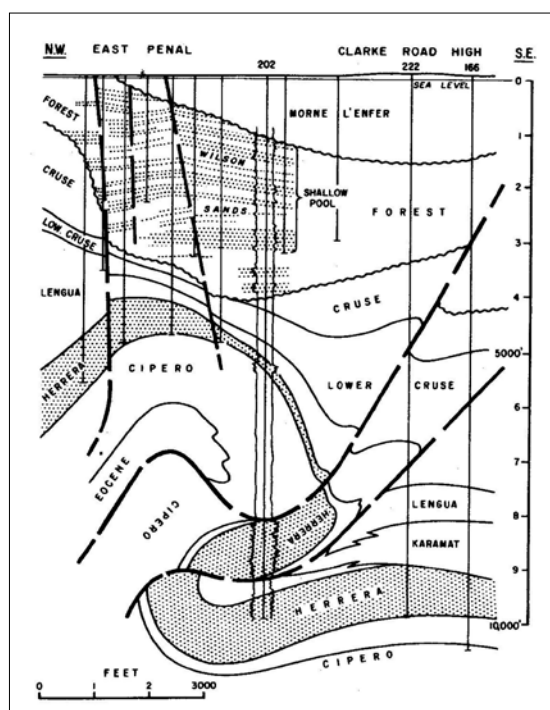 N.W. EAST PENAL CLARKE ROAD HIGH S.E.
202 222 166
SEA LEVEL 0
FOREST
MORNE L'ENFER
1
WILSON
SHALLOW
POOL
CRUSE
2
SANDS
FOREST
LOW. CRUSE
3
LENGUA
CRUSE
4
HERRERA
CIPERO
5000'
LOWER CRUSE
6
EOCENE
7
LENGUA
CIPERO
HERRERA
8
KARAMAT
9
HERRERA
10,000'
CIPERO
FEET
0 1 2 3000